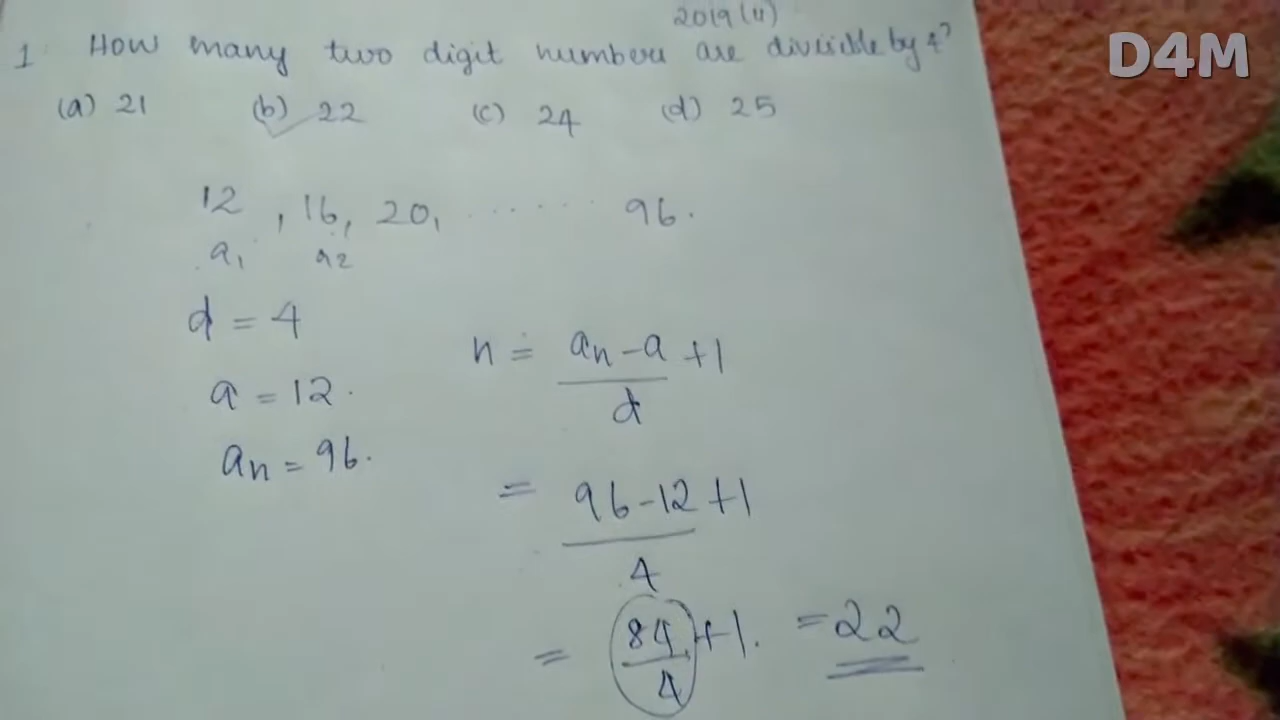 2019(11)
1 How many two digit numbers are divisible by 4?
(a) 21 (b) 22 (c) 24 (d) 25
12, 16, 20, ...... 96.
a1 a2
d = 4
a = 12.
an = 96.
n = an - a + 1
d
= 96 - 12 + 1
4
= 84 + 1. = 22
4
D4M